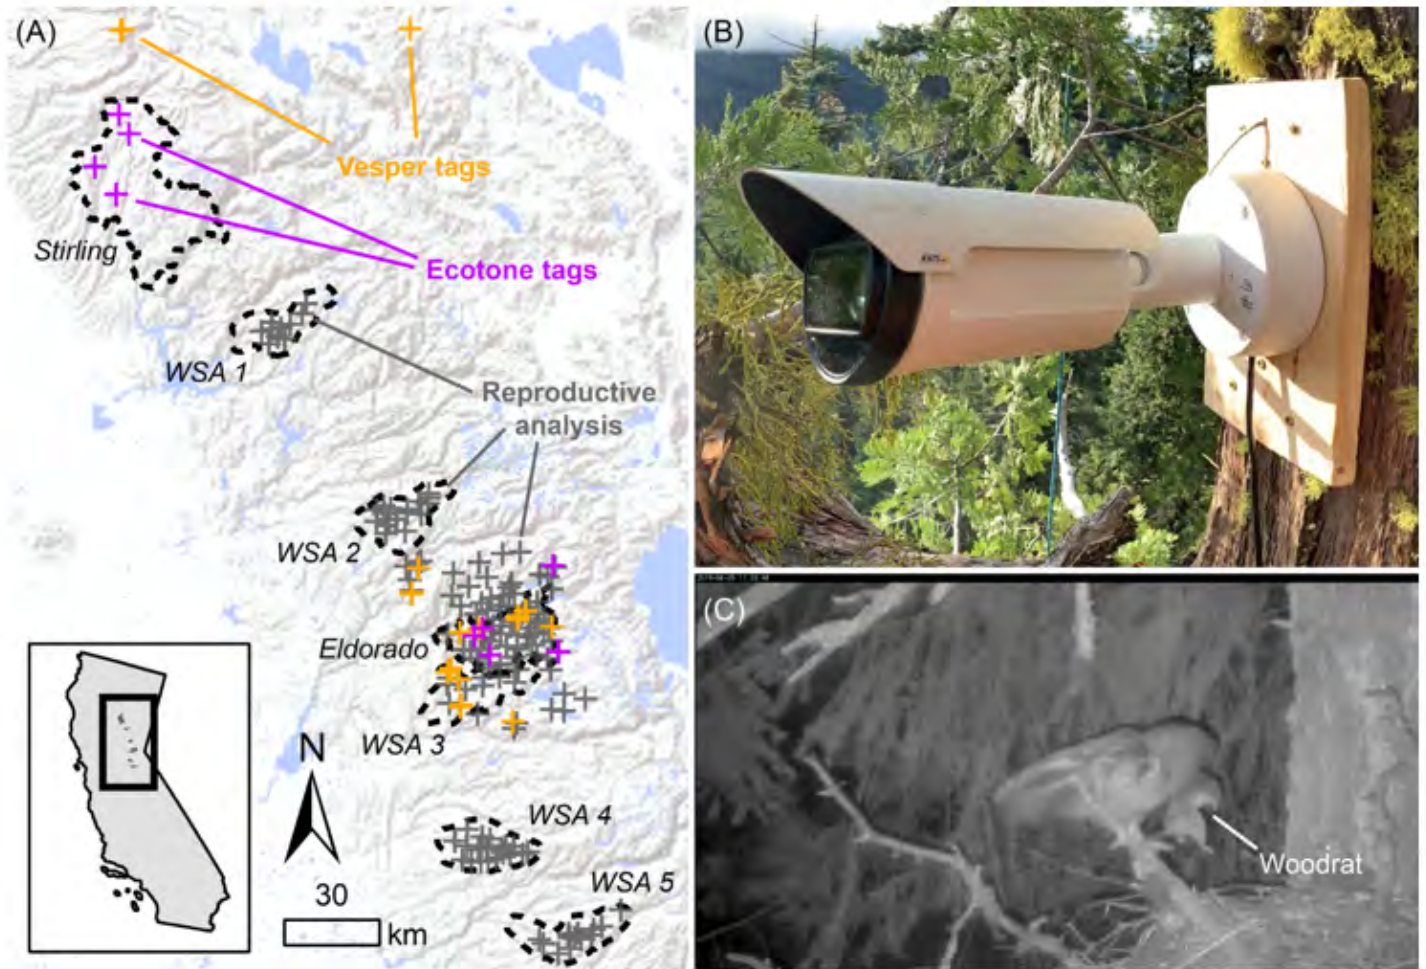 (A)
Vesper tags
Stirling
Ecotone tags
WSA 1
Reproductive
analysis
WSA 2
Eldorado
WSA 3
N
WSA 4
30
km
WSA 5
(B)
AXIS
(C)
Woodrat